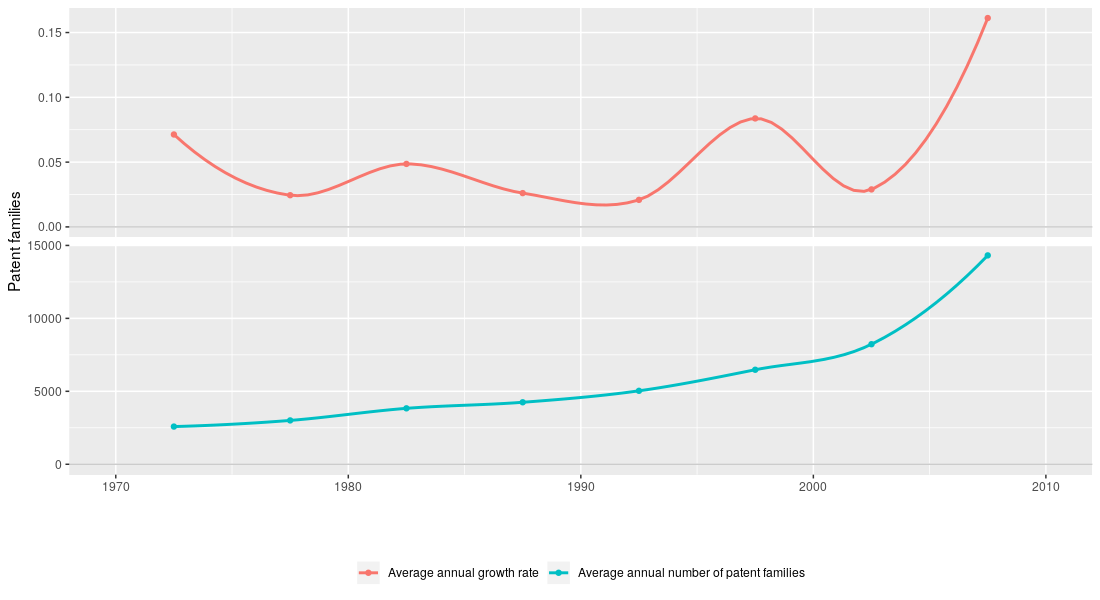 0.15
0.10
0.05
0.00
Patent families
15000
10000
5000
0
1970 1980 1990 2000 2010
Average annual growth rate Average annual number of patent families